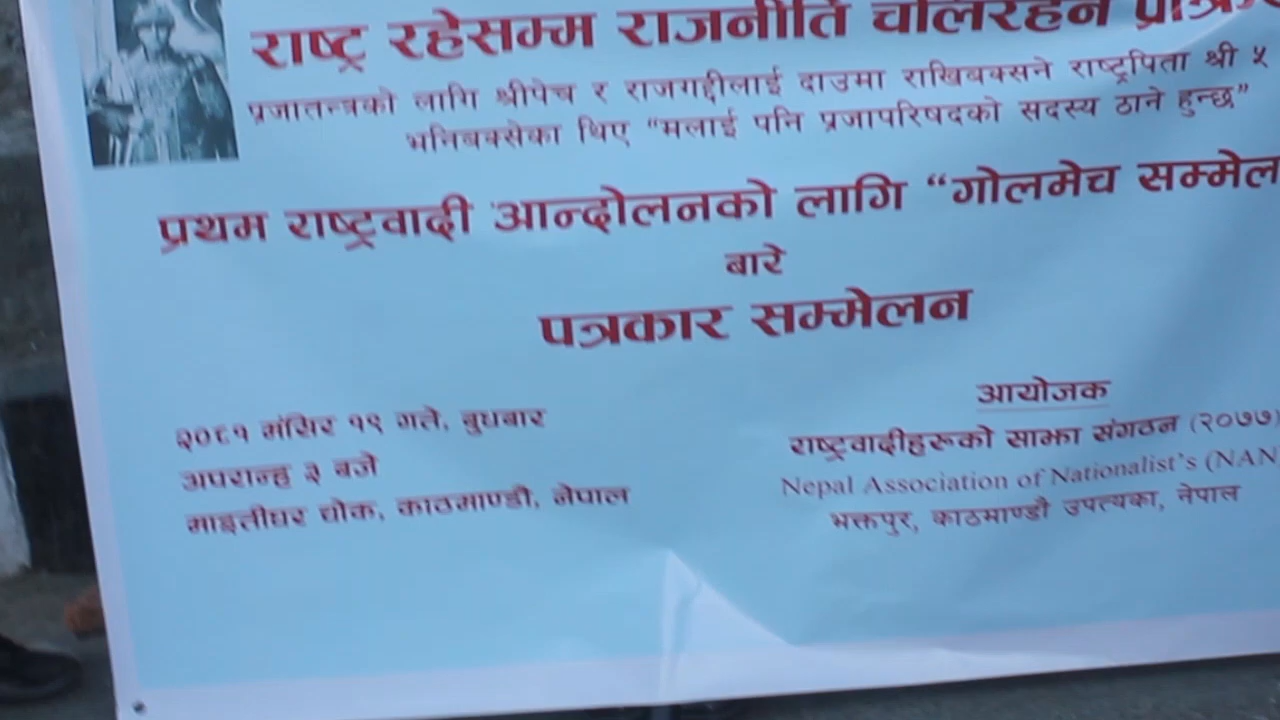 राष्ट्र रहेसम्म राजनीति चलिरहने
प्रजातन्त्रको लागि श्रीपेच र राजगद्दीलाई दाउमा राखिबक्सने राष्ट्रपिता श्री ५
भनिबक्सेका थिए “मलाई पनि प्रजापरिषदको सदस्य ठाने हुन्छ”
प्रथम राष्ट्रवादी आन्दोलनको लागि “गोलमेच सम्मेल
बारे
पत्रकार सम्मेलन
२०८१ मंसिर १९ गते, बुधबार
अपरान्ह ३ बजे
माइतीघर चोक, काठमाण्डौ, नेपाल
आयोजक
राष्ट्रवादीहरूको साझा संगठन (२०७७)
Nepal Association of Nationalist's (NAN
भक्तपुर, काठमाण्डौ उपत्यका, नेपाल